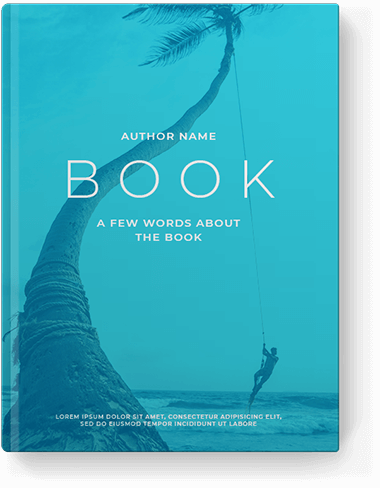 AUTHOR NAME
BOOK
A FEW WORDS ABOUT
THE BOOK
LOREM IPSUM DOLOR SIT AMET, CONSECTETUR ADIPISICING ELIT,
SED DO EIUSMOD TEMPOR INCIDIDUNT UT LABORE